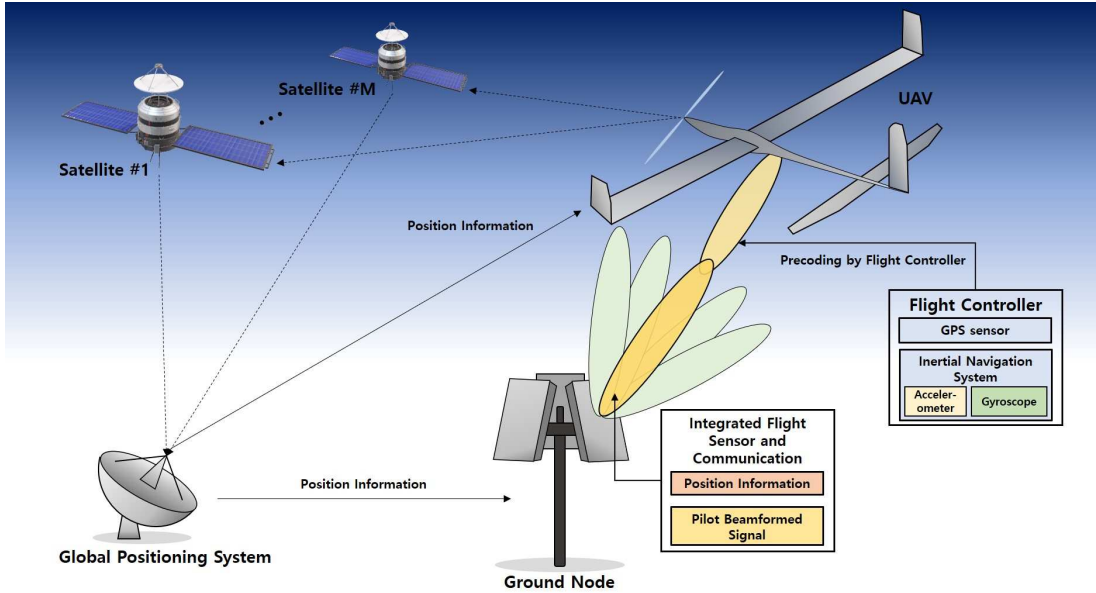 Satellite #M
Satellite #1
UAV
Position Information
Precoding by Flight Controller
Flight Controller
GPS sensor
Inertial Navigation
System
Acceler-
ometer
Gyroscope
Integrated Flight
Sensor and
Communication
Position Information
Pilot Beamformed
Signal
Position Information
Global Positioning System
Ground Node